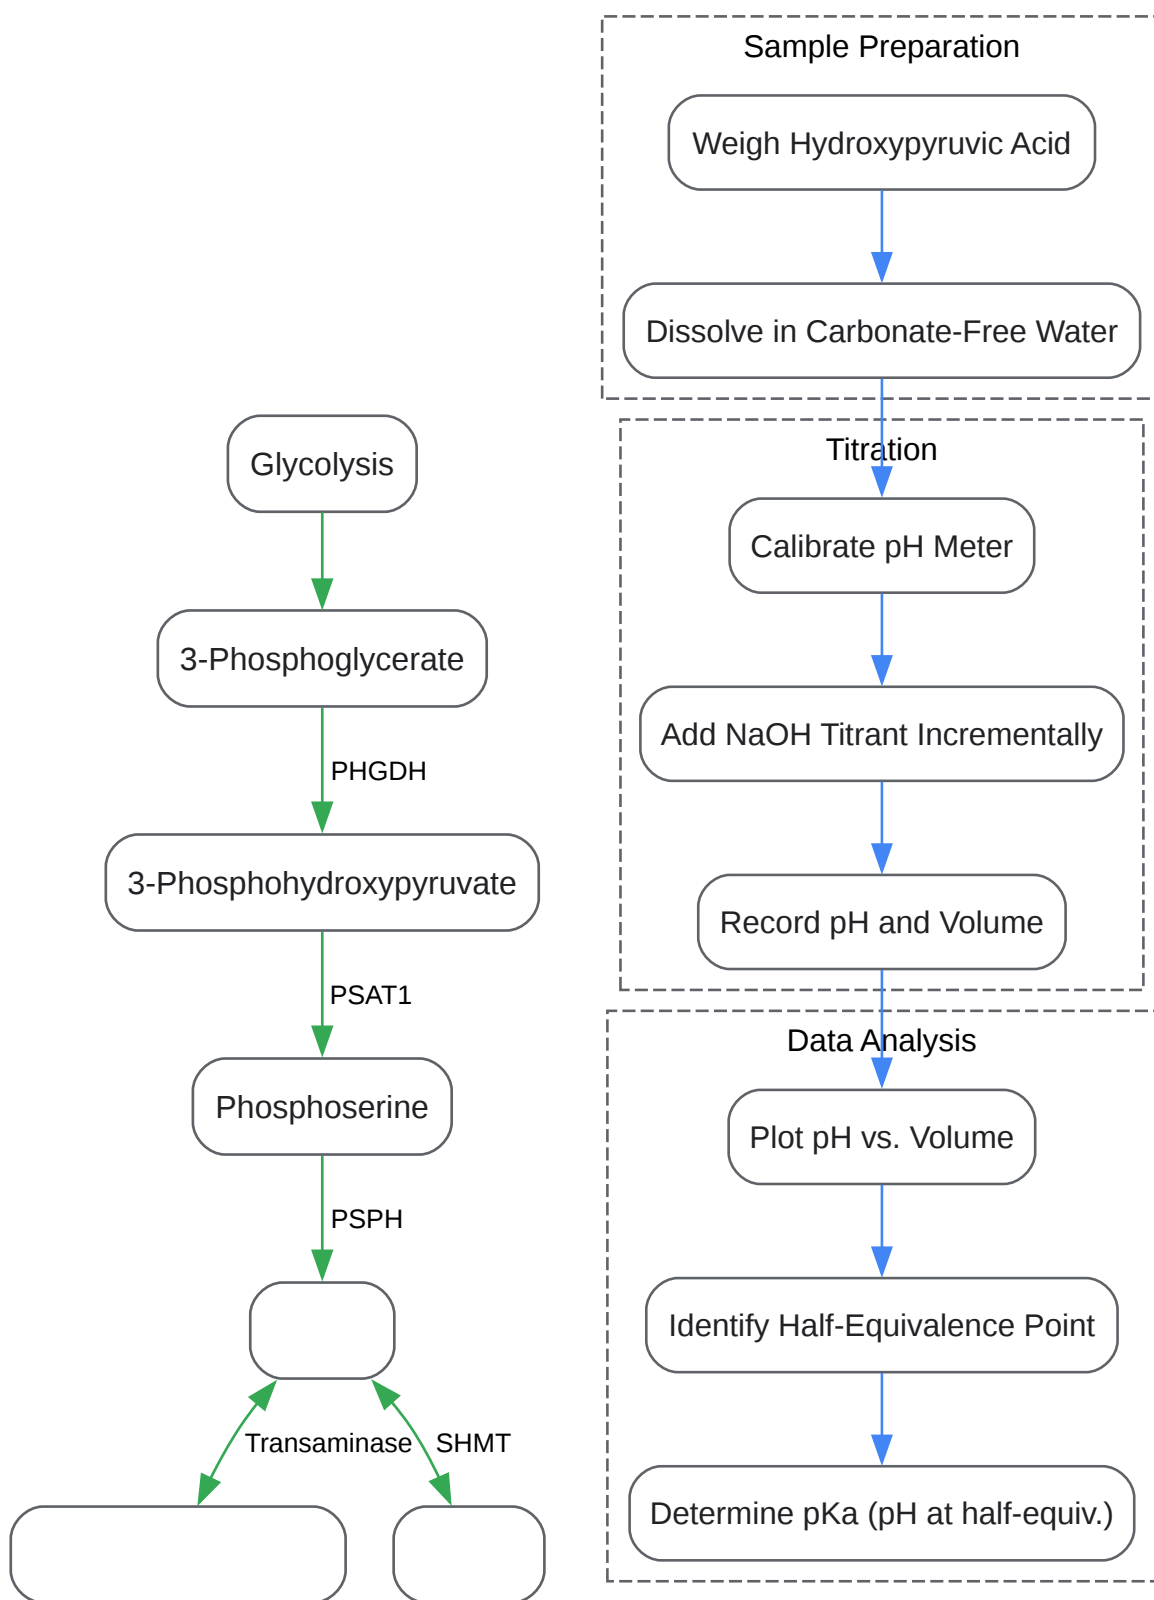 Glycolysis
3-Phosphoglycerate
PHGDH
3-Phosphohydroxypyruvate
PSAT1
Phosphoserine
PSPH
Transaminase
SHMT
Sample Preparation
Weigh Hydroxypyruvic Acid
Dissolve in Carbonate-Free Water
Titration
Calibrate pH Meter
Add NaOH Titrant Incrementally
Record pH and Volume
Data Analysis
Plot pH vs. Volume
Identify Half-Equivalence Point
Determine pKa (pH at half-equiv.)